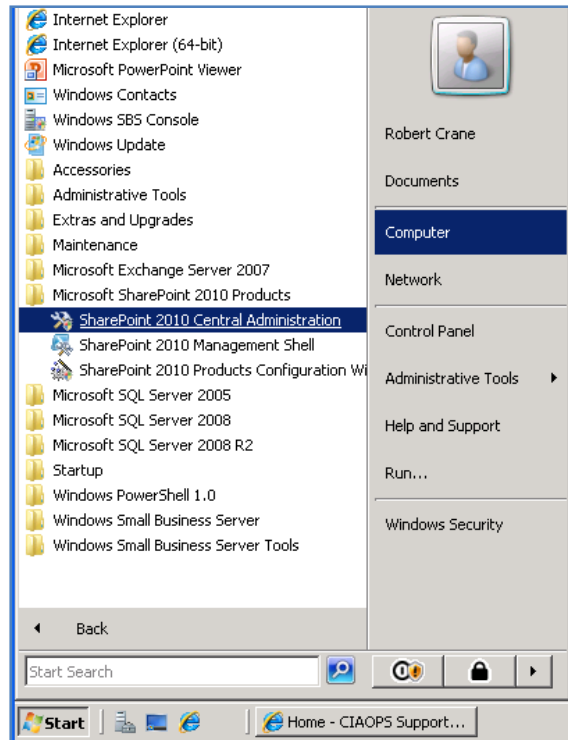 Internet Explorer
Internet Explorer (64-bit)
Microsoft PowerPoint Viewer
Windows Contacts
Windows SBS Console
Windows Update
Accessories
Administrative Tools
Extras and Upgrades
Maintenance
Microsoft Exchange Server 2007
Microsoft SharePoint 2010 Products
SharePoint 2010 Central Administration
SharePoint 2010 Management Shell
SharePoint 2010 Products Configuration Wi
Microsoft SQL Server 2005
Microsoft SQL Server 2008
Microsoft SQL Server 2008 R2
Startup
Windows PowerShell 1.0
Windows Small Business Server
Windows Small Business Server Tools
Back
Start Search
Robert Crane
Documents
Computer
Network
Control Panel
Administrative Tools
Help and Support
Run...
Windows Security
Start
Home - CIAOPS Support...